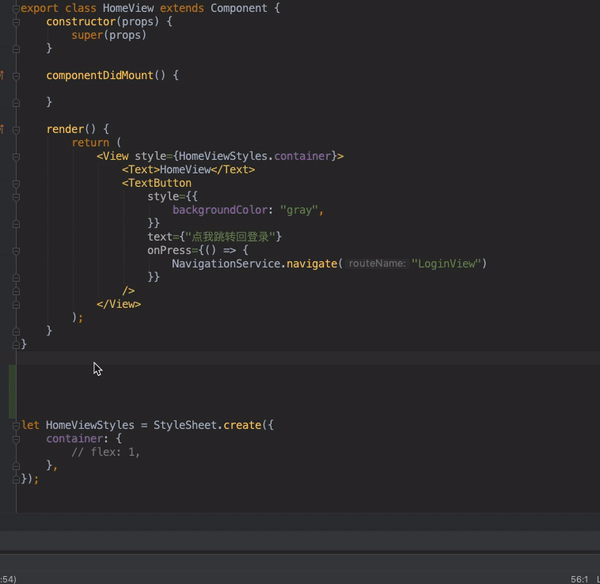 export class HomeView extends Component {
constructor(props) {
super(props)
}
componentDidMount() {
}
render() {
return (
<View style={HomeViewStyles.container}>
<Text>HomeView</Text>
<TextButton
style={{
backgroundColor: "gray",
}}
text={"点我跳转回登录"}
onPress={() => {
NavigationService.navigate( routeName: "LoginView")
}}
/>
</View>
);
}
}
let HomeViewStyles = StyleSheet.create({
container: {
// flex: 1,
},
});
:54) 56:1